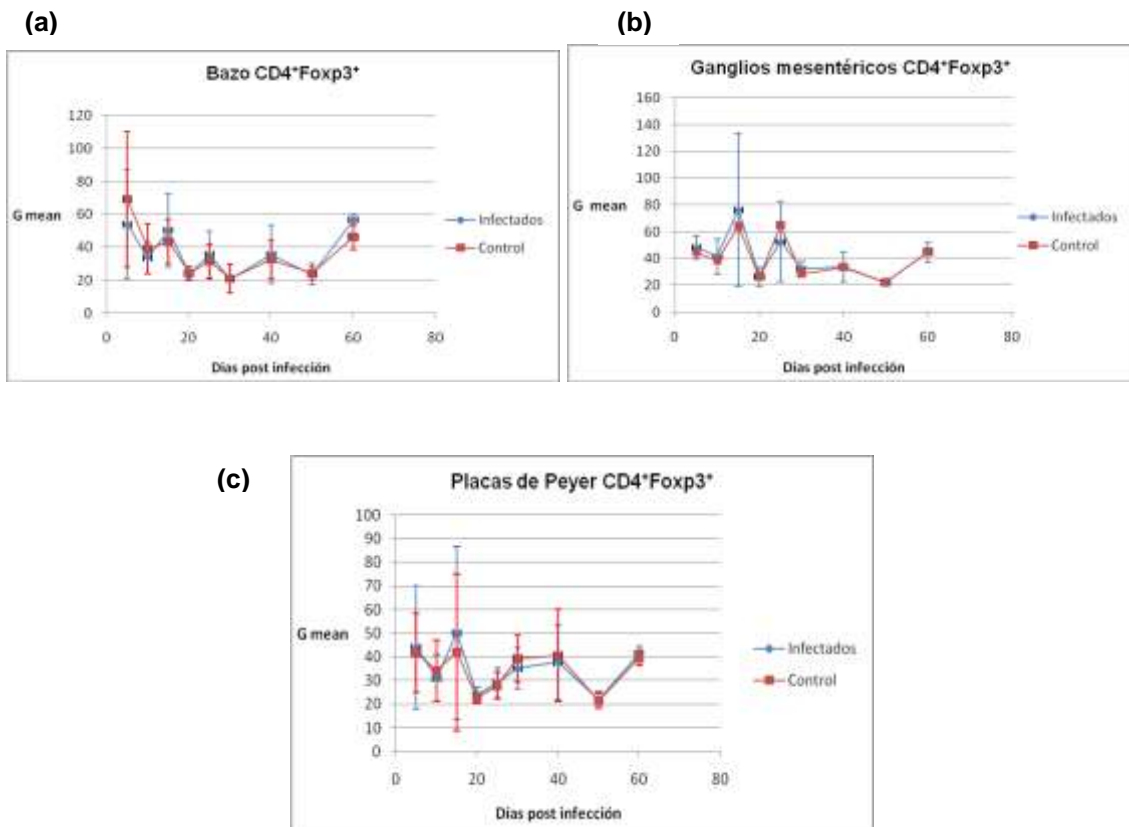 (a)
Bazo CD4⁺Foxp3⁺
120
100
80
60
40
20
0
G mean
0 20 40 60 80
Dias post infección
Infectados
Control
(b)
Ganglios mesentéricos CD4⁺Foxp3⁺
160
140
120
100
80
60
40
20
0
G mean
0 20 40 60 80
Dias post infección
Infectados
Control
(c)
Placas de Peyer CD4⁺Foxp3⁺
100
90
80
70
60
50
40
30
20
10
0
G mean
0 20 40 60 80
Dias post infección
Infectados
Control